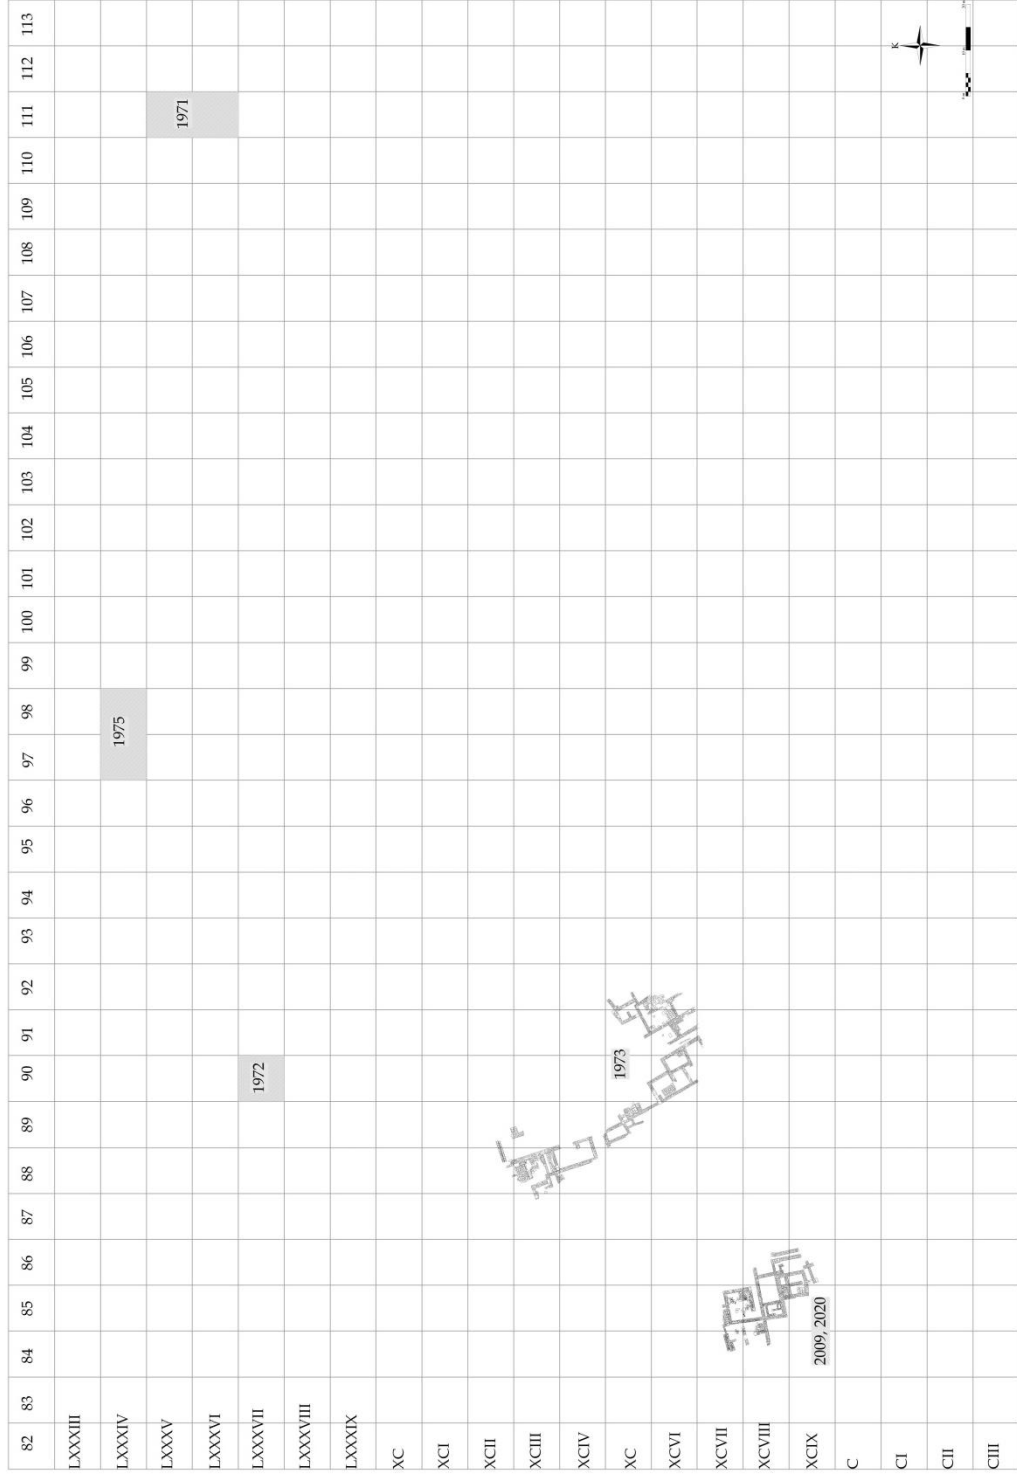 82 83 84 85 86 87 88 89 90 91 92 93 94 95 96 97 98 99 100 101 102 103 104 105 106 107 108 109 110 111 112 113
LXXXIII
LXXXIV 1975
LXXXV 1971
LXXXVI
LXXXVII 1972
LXXXVIII
LXXXIX
XC
XCI
XCII
XCIII
XCIV
XC 1973
XCVI
XCVII
XCVIII
XCIX 2009, 2020
C
CI K
CII
CIII